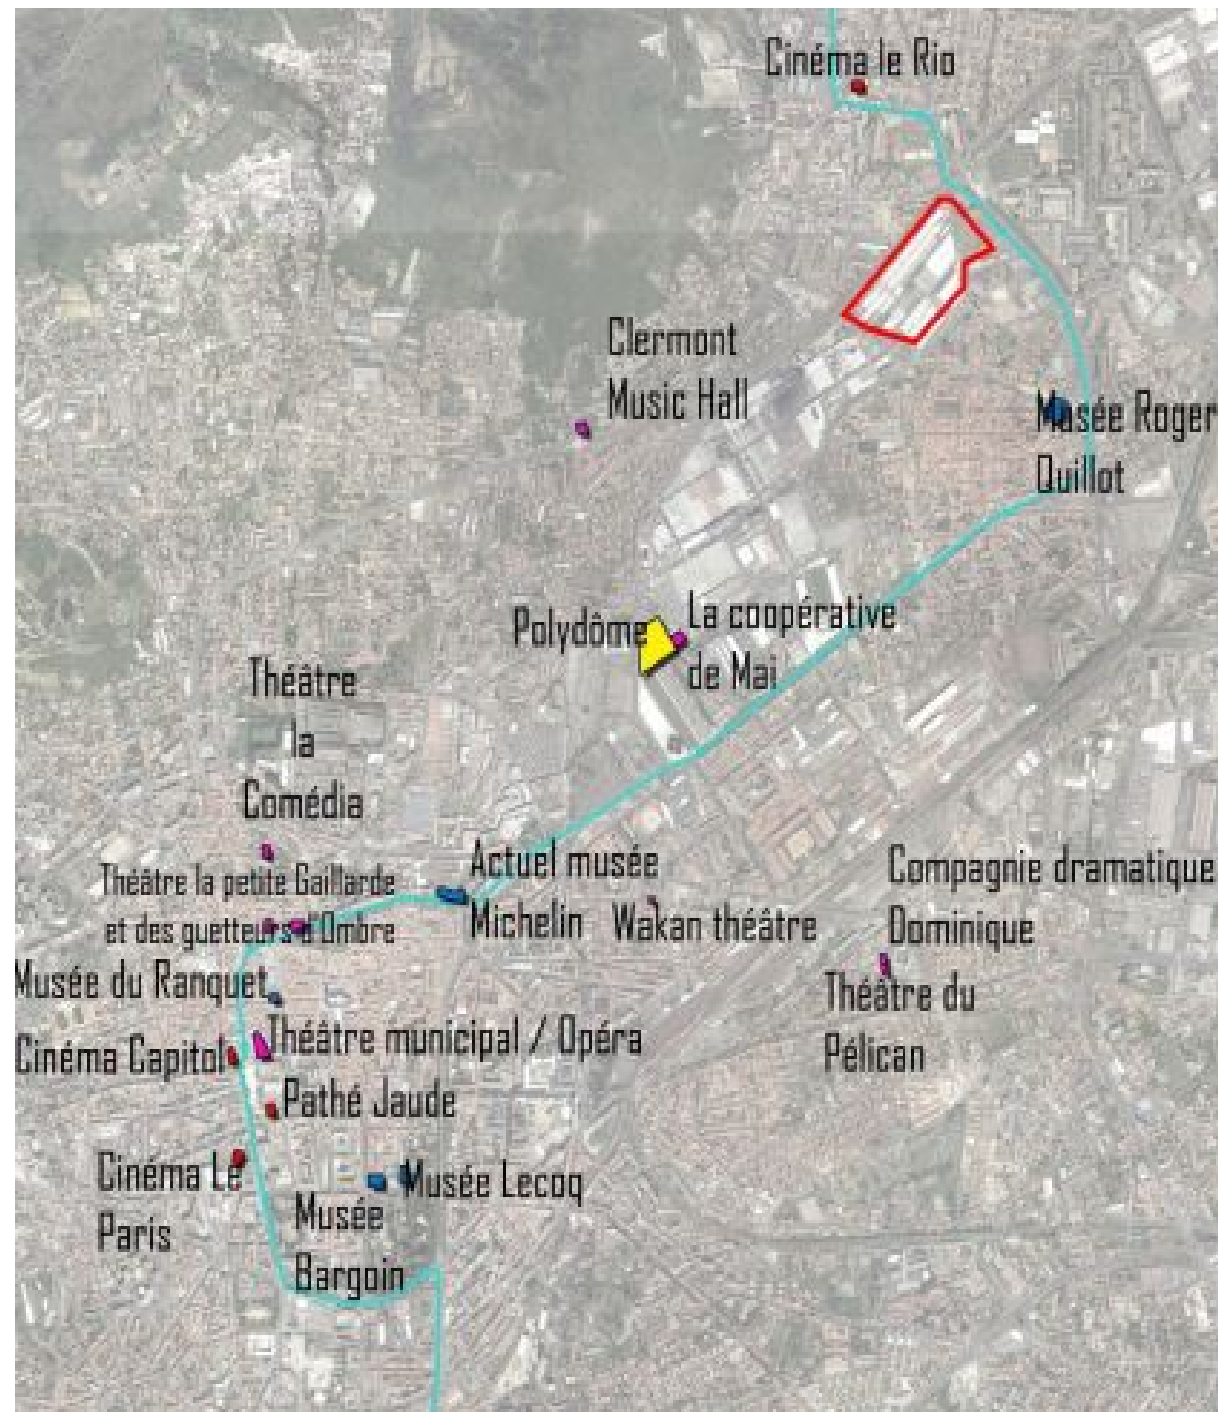 Cinéma le Rio
Clermont
Music Hall
Musée Roger
Quillot
Polydôme
La coopérative
de Mai
Théâtre
la
Comédia
Théâtre la petite Gaillarde
et des guetteurs d'Ombre
Actuel musée
Michelin
Wakan théâtre
Compagnie dramatique
Dominique
Théâtre du
Pélican
Musée du Ranquet
Cinéma Capitol
Théâtre municipal / Opéra
Pathé Jaude
Cinéma Le
Paris
Musée Lecoq
Musée
Bargoin